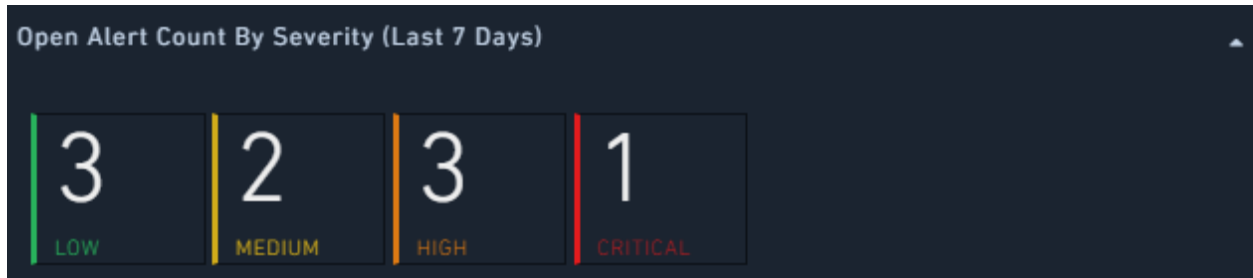 Open Alert Count By Severity (Last 7 Days)
3 2 3 1
LOW MEDIUM HIGH CRITICAL